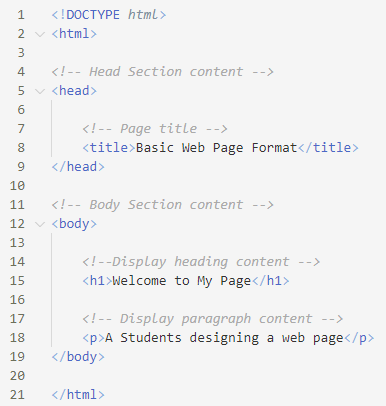 1 <!DOCTYPE html>
2 <html>
3
4 <!-- Head Section content -->
5 <head>
6
7 <!-- Page title -->
8 <title>Basic Web Page Format</title>
9 </head>
10
11 <!-- Body Section content -->
12 <body>
13
14 <!--Display heading content -->
15 <h1>Welcome to My Page</h1>
16
17 <!-- Display paragraph content -->
18 <p>A Students designing a web page</p>
19 </body>
20
21 </html>